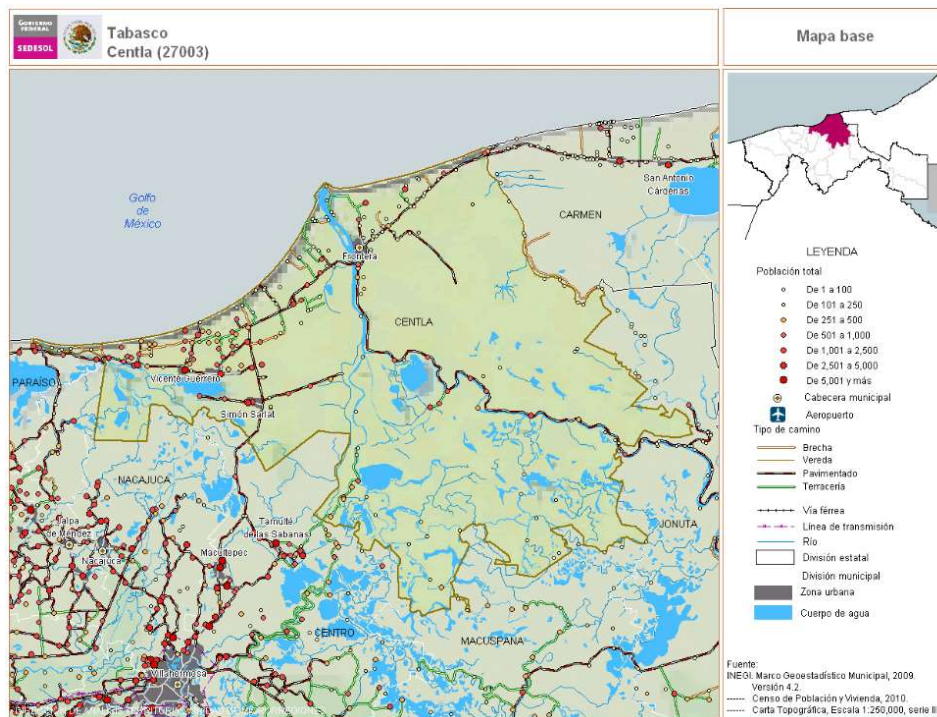 GOBIERNO
FEDERAL
SEDESOL
Tabasco
Centla (27003)
Mapa base
Golfo
de
México
San Antonio
Cárdenas
CARMEN
Frontera
CENTLA
PARAÍSO
Vicente Guerrero
Simón Sarlat
NACAJUCA
Jalpa
de Méndez
Nacajuca
Macultepec
Tamulté
de las Sabanas
JONUTA
CENTRO
MACUSPANA
Villahermosa
LEYENDA
Población total
De 1 a 100
De 101 a 250
De 251 a 500
De 501 a 1,000
De 1,001 a 2,500
De 2,501 a 5,000
De 5,001 y más
Cabecera municipal
Aeropuerto
Tipo de camino
Brecha
Vereda
Pavimentado
Terracería
Vía férrea
Línea de transmisión
Río
División estatal
División municipal
Zona urbana
Cuerpo de agua
Fuente:
INEGI. Marco Geoestadístico Municipal, 2009.
Versión 4.2.
------ Censo de Población y Vivienda, 2010.
------ Carta Topográfica, Escala 1:250,000, serie II